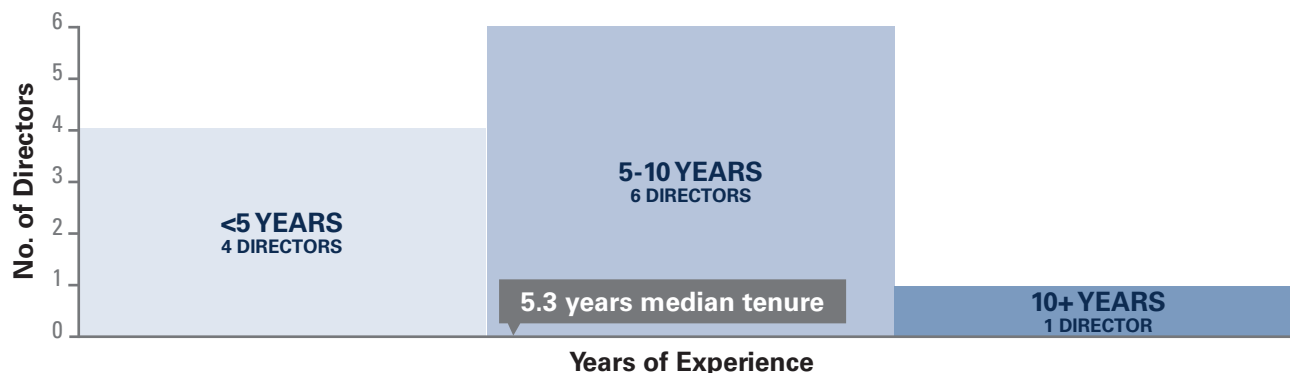 No. of Directors
6
5
4
3
2
1
0
<5 YEARS
4 DIRECTORS
5-10 YEARS
6 DIRECTORS
5.3 years median tenure
10+ YEARS
1 DIRECTOR
Years of Experience